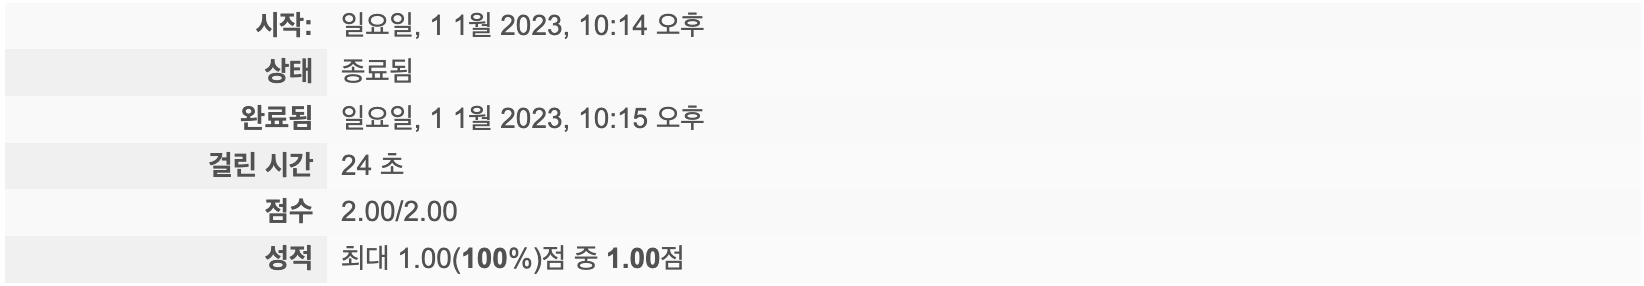 시작: 일요일, 1 1월 2023, 10:14 오후
상태 종료됨
완료됨 일요일, 1 1월 2023, 10:15 오후
걸린 시간 24 초
점수 2.00/2.00
성적 최대 1.00(100%)점 중 1.00점